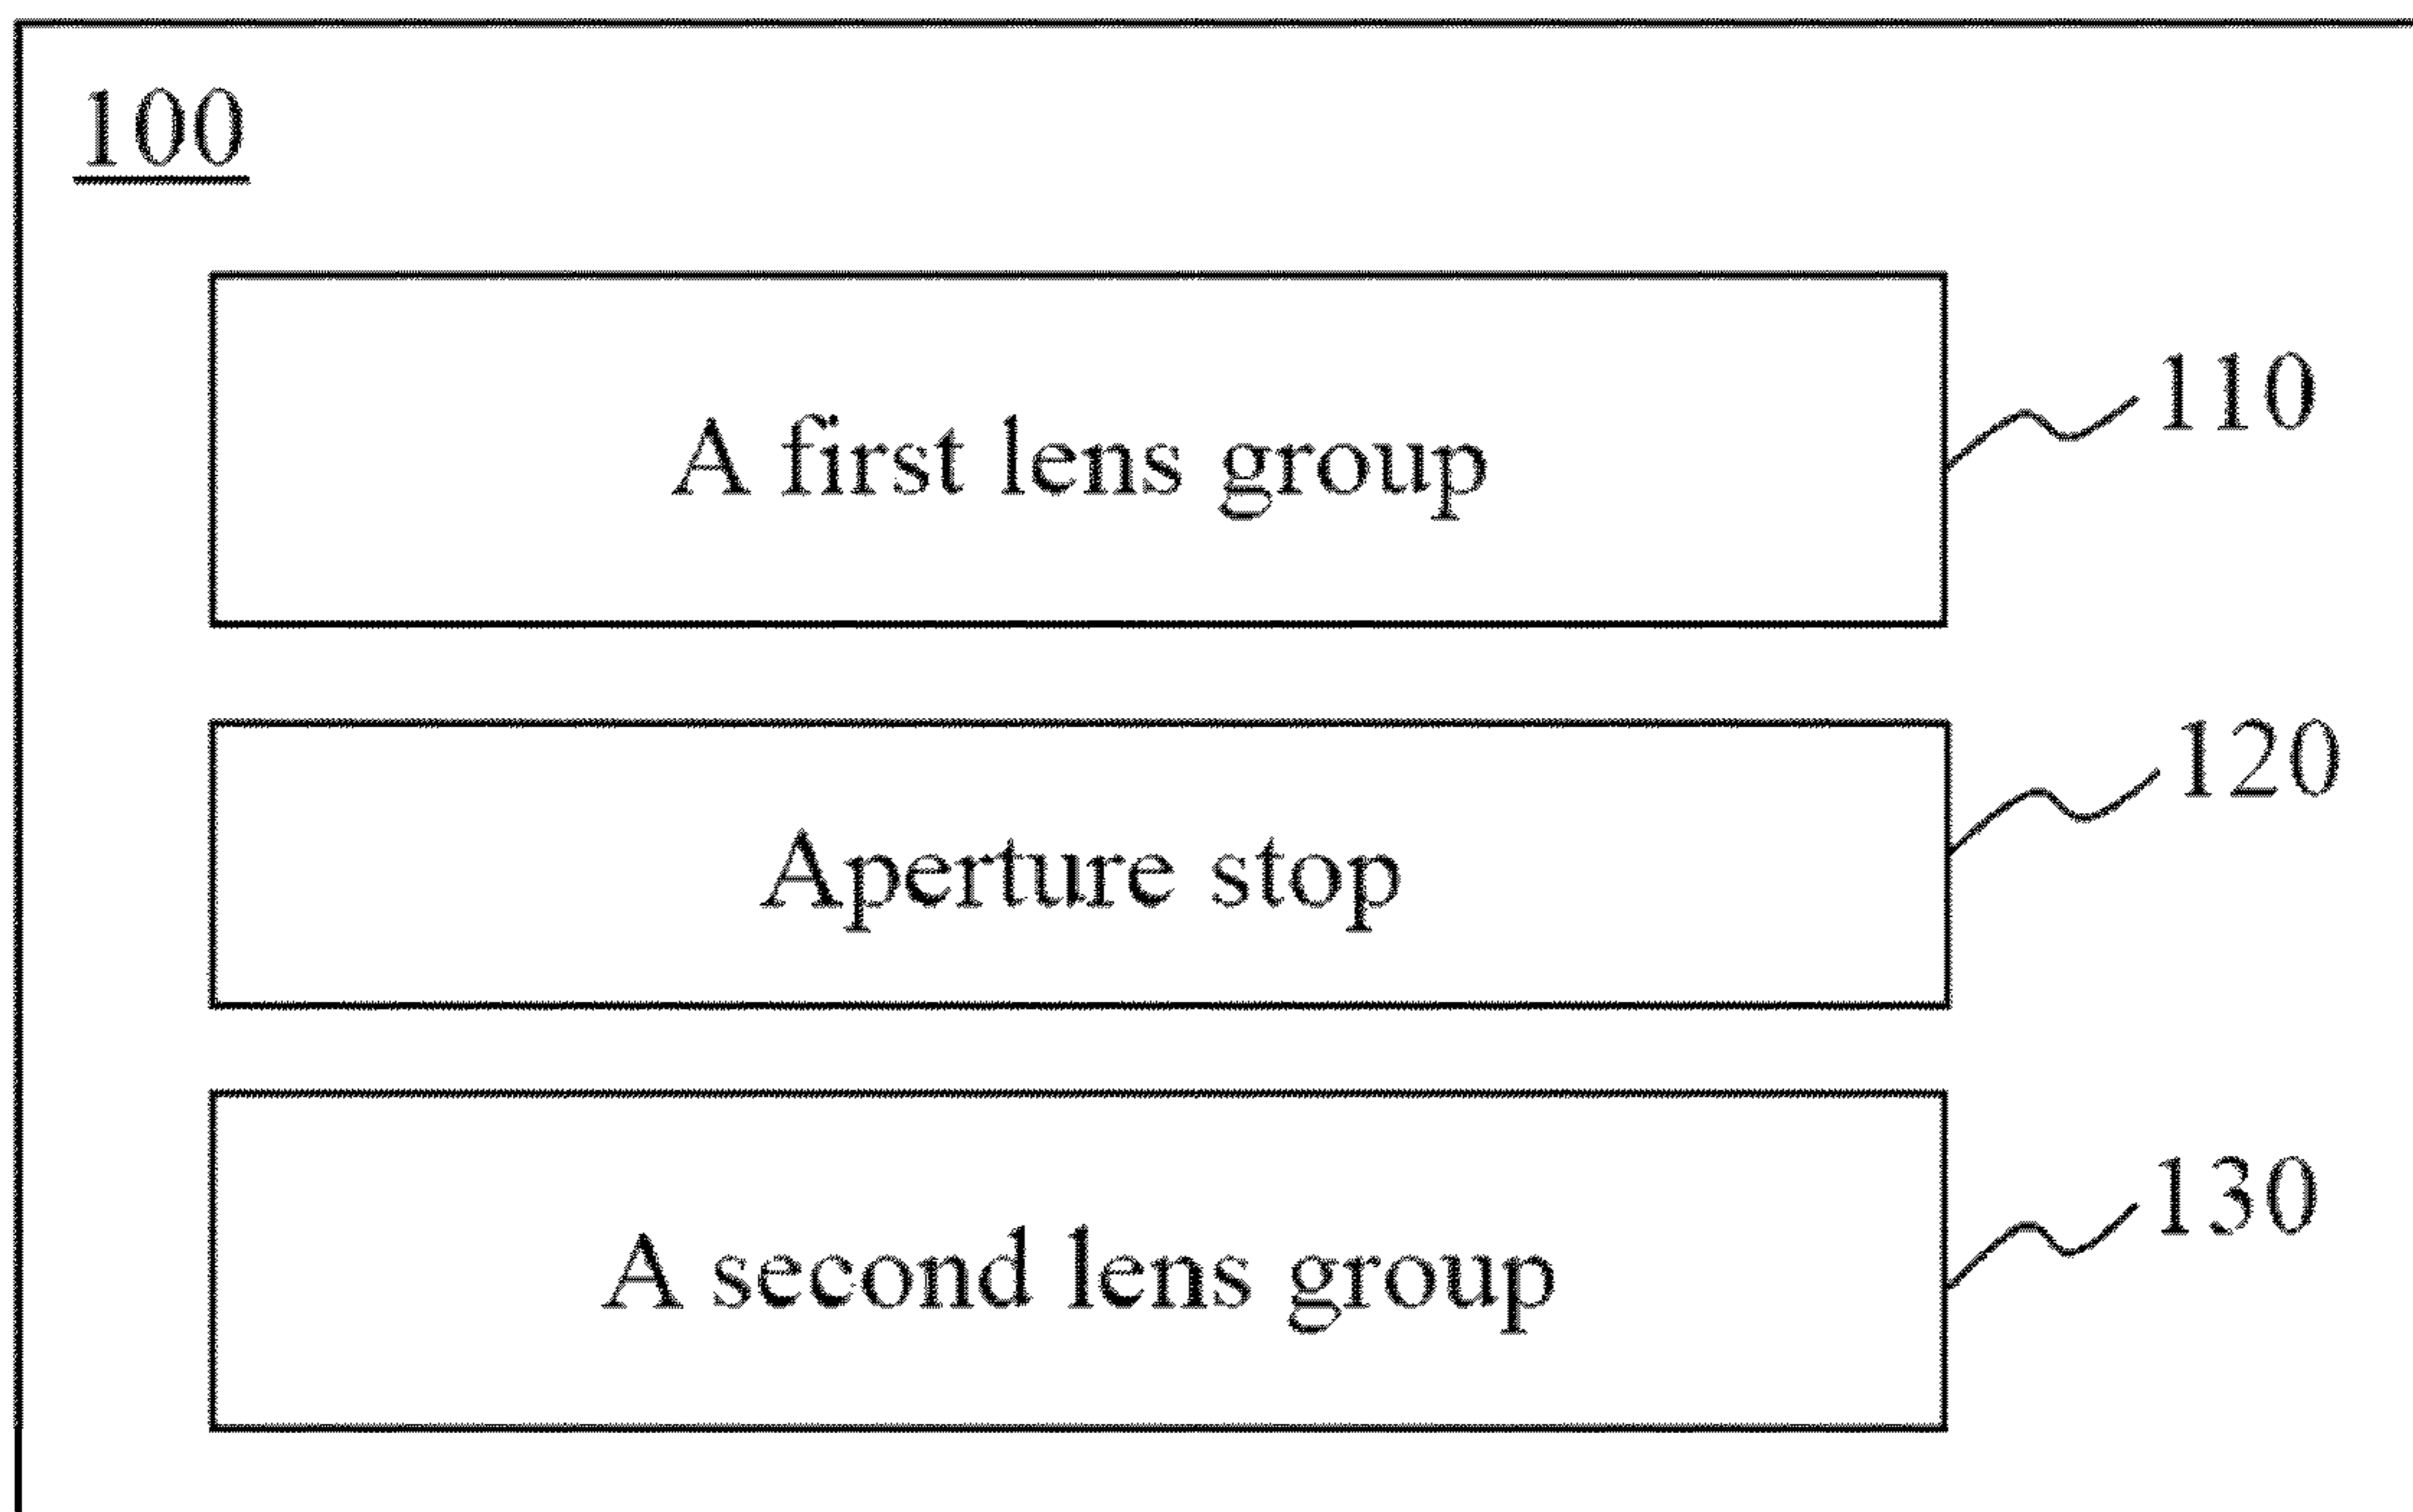 100
A first lens group
110
Aperture stop
120
A second lens group
130